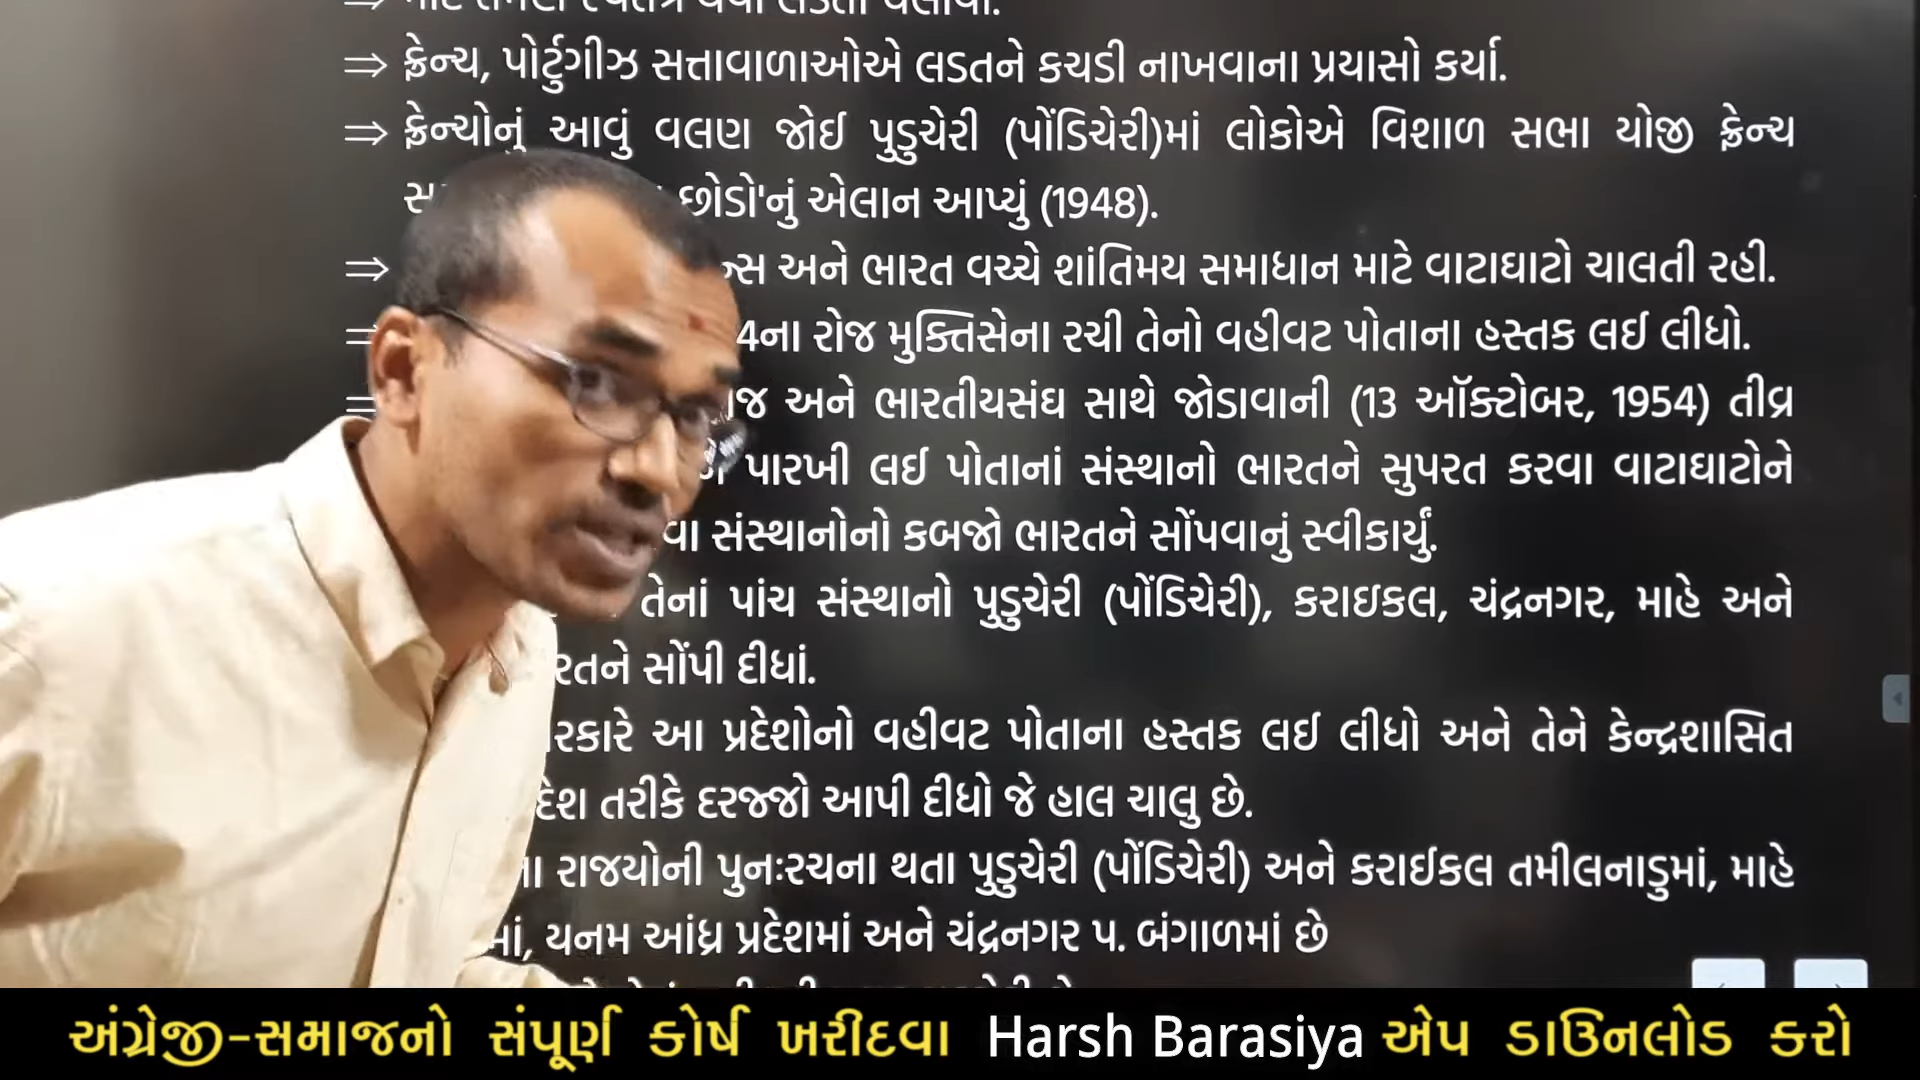 ⇒ ફ્રેન્ચ, પોર્ટુગીઝ સત્તાવાળાઓએ લડતને કચડી નાખવાના પ્રયાસો કર્યા.
⇒ ફ્રેન્ચોનું આવું વલણ જોઈ પુડુચેરી (પોંડિચેરી)માં લોકોએ વિશાળ સભા યોજી ફ્રેન્ચ
છોડો'નું એલાન આપ્યું (1948).
⇒ અને ભારત વચ્ચે શાંતિમય સમાધાન માટે વાટાઘાટો ચાલતી રહી.
4ના રોજ મુક્તિસેના રચી તેનો વહીવટ પોતાના હસ્તક લઈ લીધો.
અને ભારતીયસંઘ સાથે જોડાવાની (13 ઑક્ટોબર, 1954) તીવ્ર
પારખી લઈ પોતાનાં સંસ્થાનો ભારતને સુપરત કરવા વાટાઘાટોને
સંસ્થાનોનો કબજો ભારતને સોંપવાનું સ્વીકાર્યું.
તેનાં પાંચ સંસ્થાનો પુડુચેરી (પોંડિચેરી), કરાઇકલ, ચંદ્રનગર, માહે અને
રતને સોંપી દીધાં.
રકારે આ પ્રદેશોનો વહીવટ પોતાના હસ્તક લઈ લીધો અને તેને કેન્દ્રશાસિત
દેશ તરીકે દરજ્જો આપી દીધો જે હાલ ચાલુ છે.
રાજયોની પુનઃરચના થતા પુડુચેરી (પોંડિચેરી) અને કરાઈકલ તમીલનાડુમાં, માહે
માં, યનમ આંધ્ર પ્રદેશમાં અને ચંદ્રનગર પ. બંગાળમાં છે
અંગ્રેજી-સમાજનો સંપૂર્ણ કોર્ષ ખરીદવા Harsh Barasiya એપ ડાઉનલોડ કરો